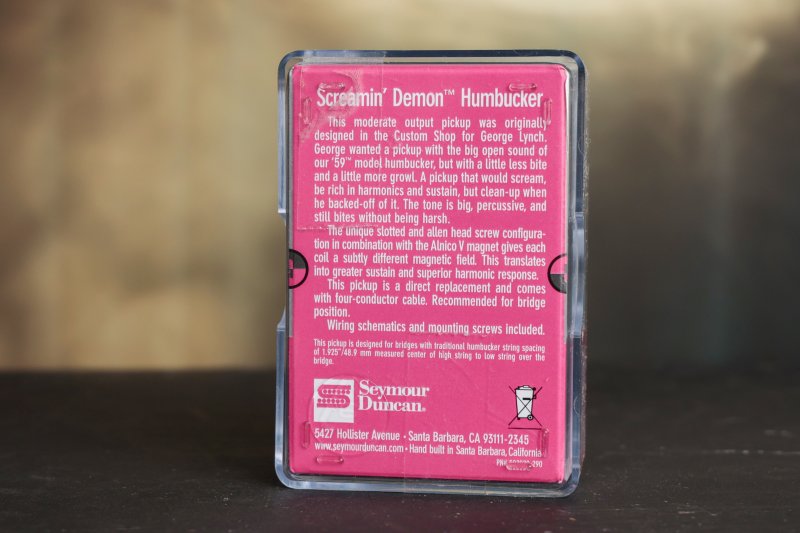 Screamin' Demon™ Humbucker
This moderate output pickup was originally
designed in the Custom Shop for George Lynch.
George wanted a pickup with the big open sound of
our '59™ model humbucker, but with a little less bite
and a little more growl. A pickup that would scream,
be rich in harmonics and sustain, but clean-up when
he backed-off of it. The tone is big, percussive, and
still bites without being harsh.
The unique slotted and allen head screw configura-
tion in combination with the Alnico V magnet gives each
coil a subtly different magnetic field. This translates
into greater sustain and superior harmonic response.
This pickup is a direct replacement and comes
with four-conductor cable. Recommended for bridge
position.
Wiring schematics and mounting screws included.
This pickup is designed for bridges with traditional humbucker string spacing
of 1.925"/48.9 mm measured center of high string to low string over the
bridge.
Seymour
Duncan®
5427 Hollister Avenue • Santa Barbara, CA 93111-2345
www.seymourduncan.com • Hand built in Santa Barbara, California